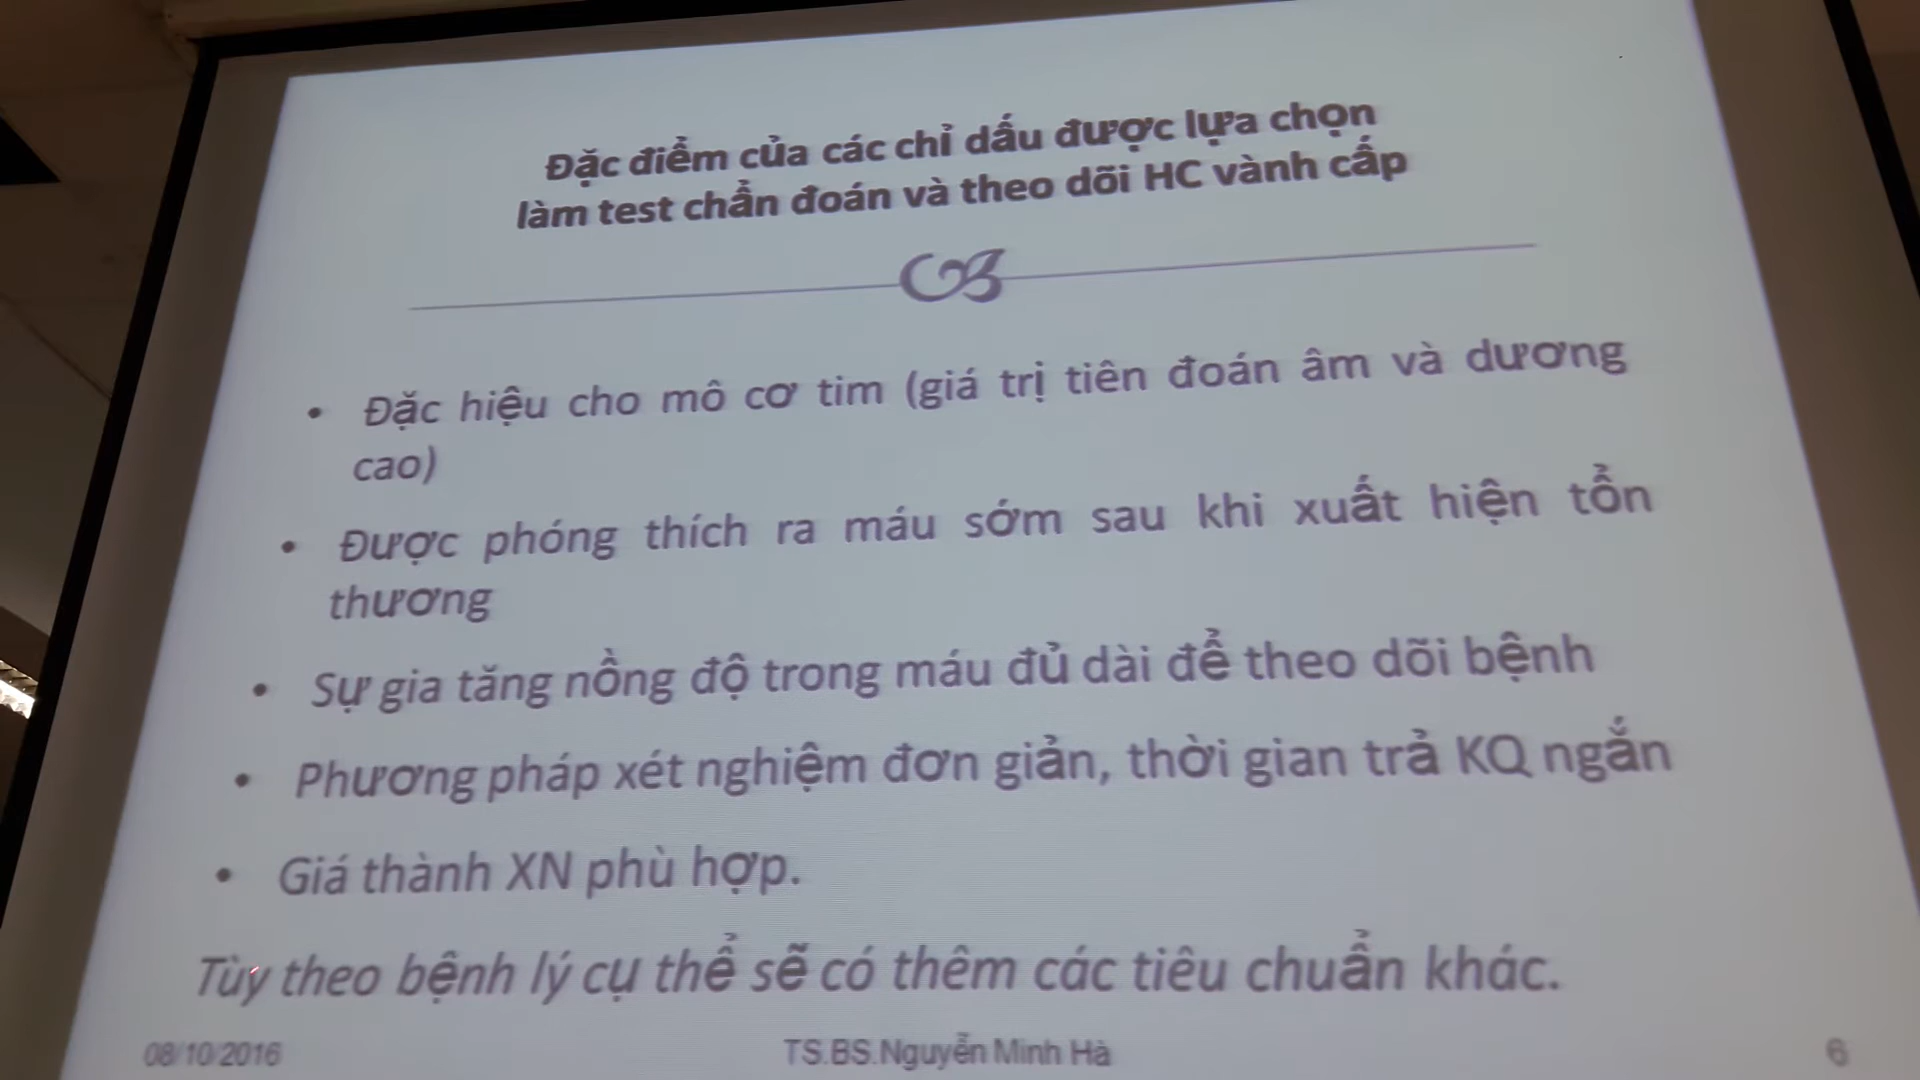 Đặc điểm của các chỉ dấu được lựa chọn
làm test chẩn đoán và theo dõi HC vành cấp
• Đặc hiệu cho mô cơ tim (giá trị tiên đoán âm và dương
cao)
• Được phóng thích ra máu sớm sau khi xuất hiện tổn
thương
• Sự gia tăng nồng độ trong máu đủ dài để theo dõi bệnh
• Phương pháp xét nghiệm đơn giản, thời gian trả KQ ngắn
• Giá thành XN phù hợp.
Tùy theo bệnh lý cụ thể sẽ có thêm các tiêu chuẩn khác.
08/10/2016 TS.BS.Nguyễn Minh Hà 6